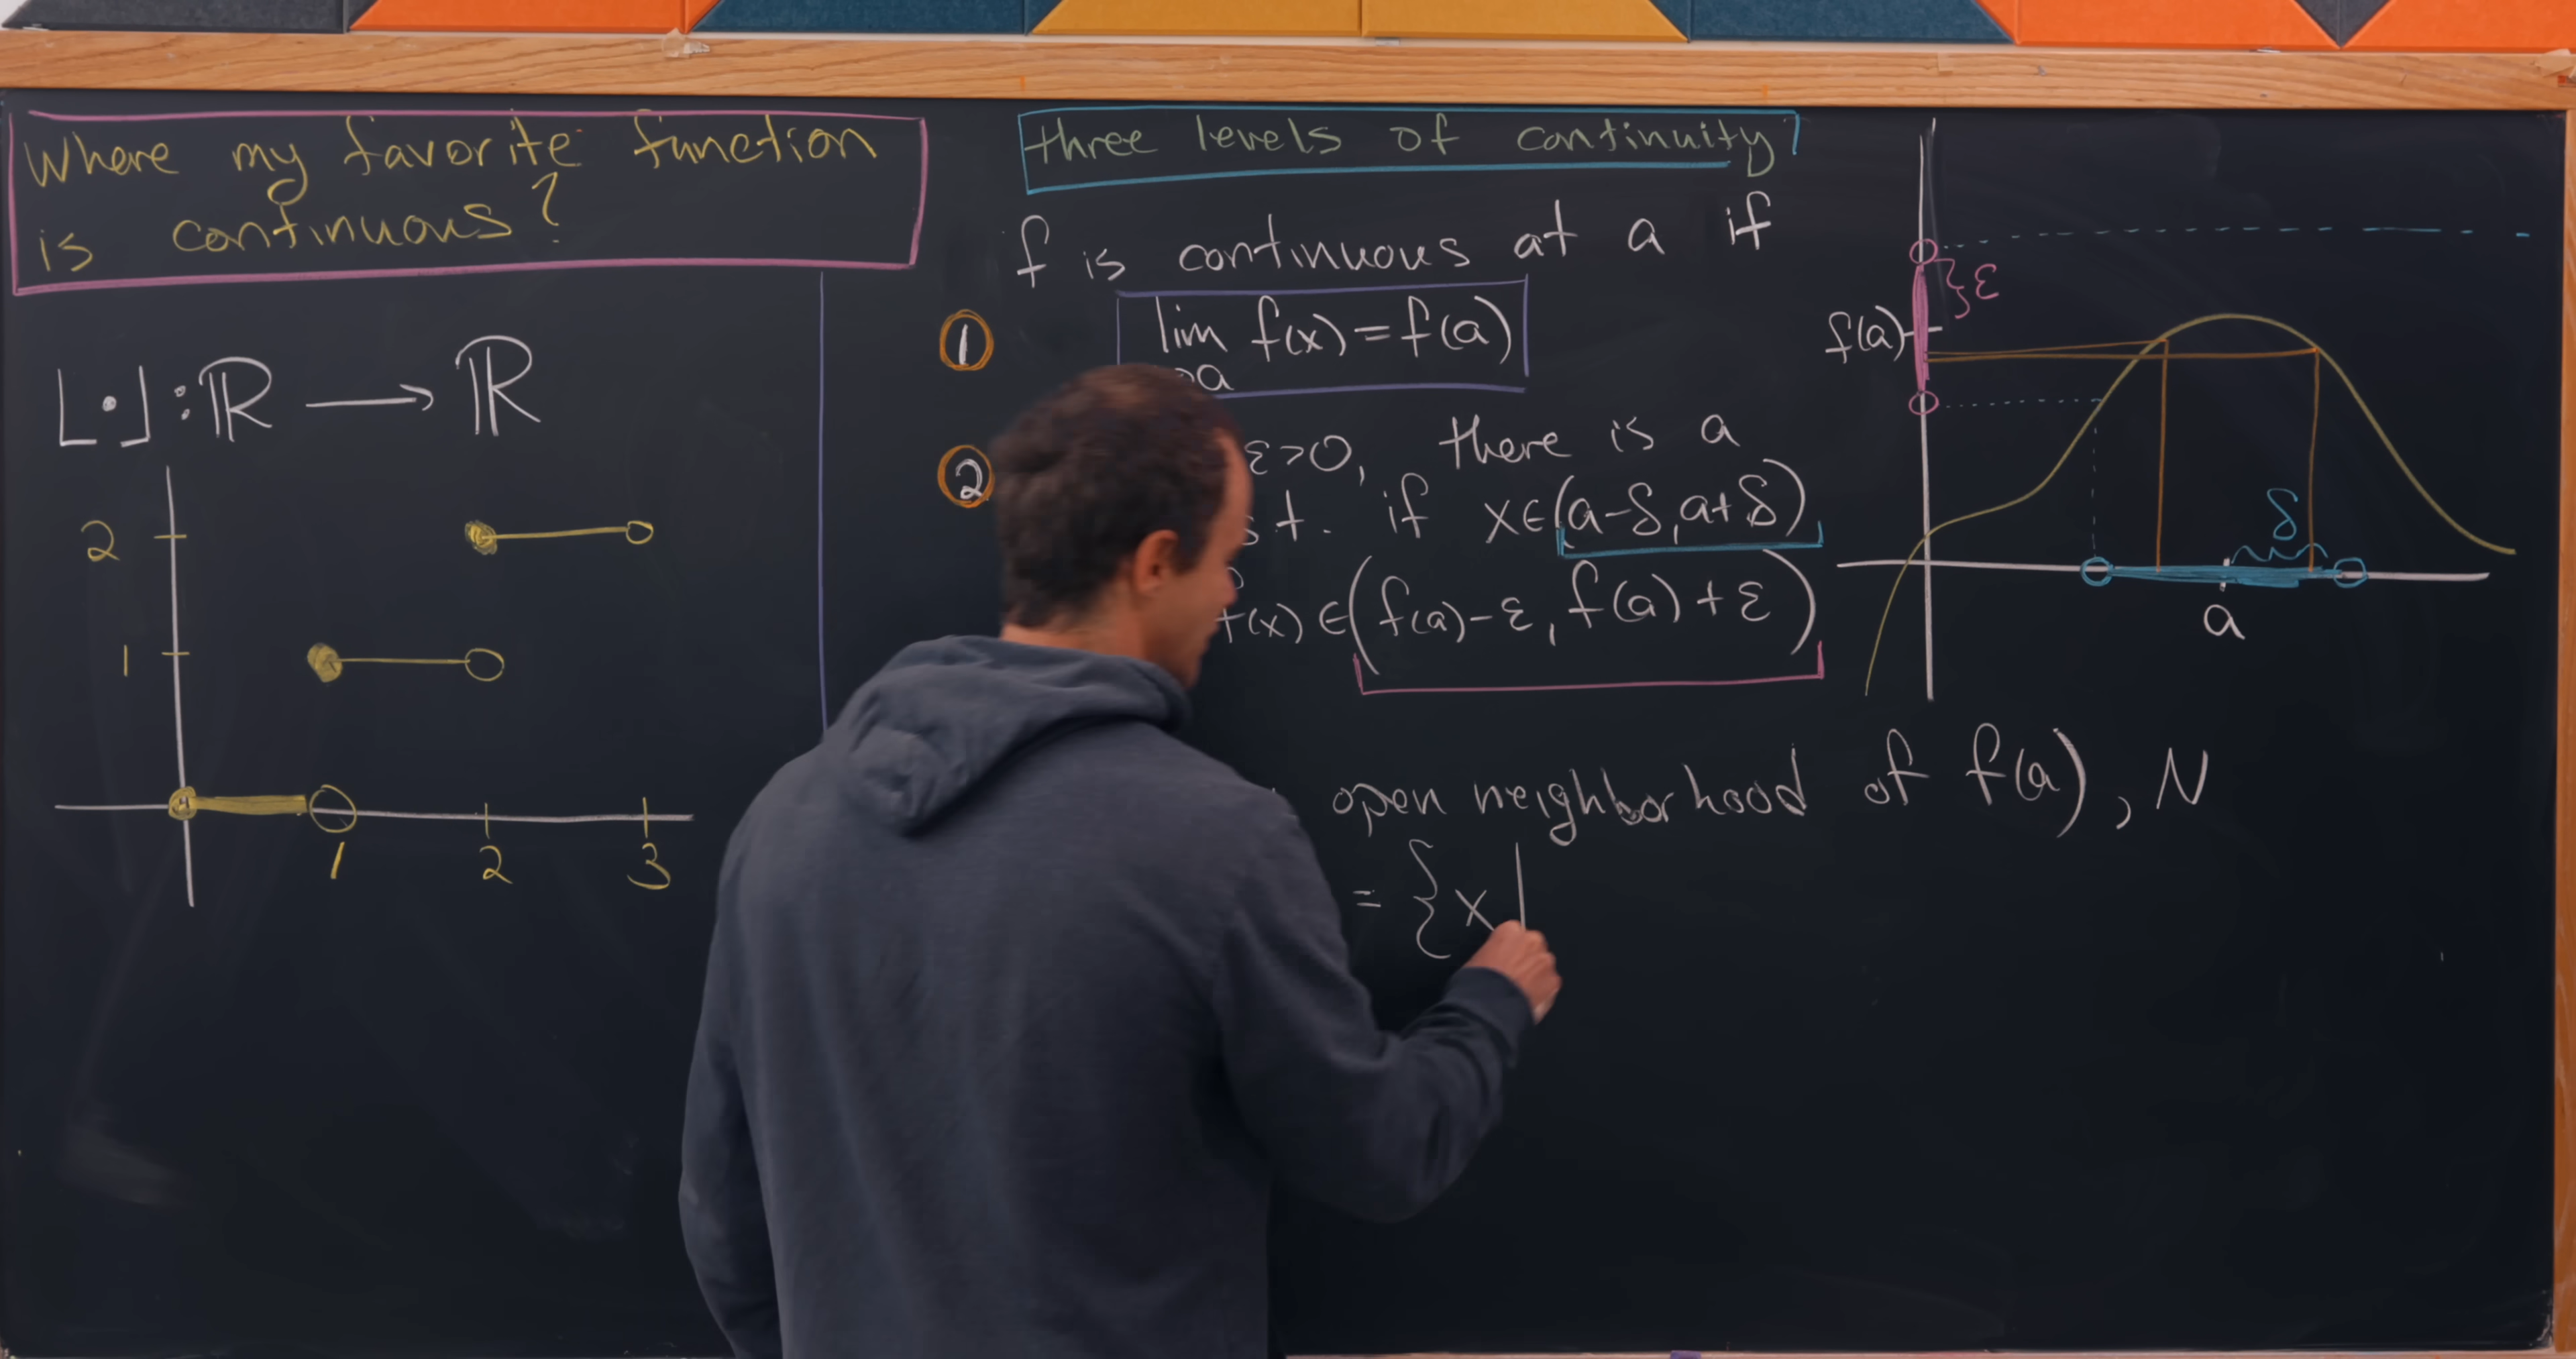 Where my favorite function
is continuous?
⌊·⌋ : ℝ ⟶ ℝ
2
1
1 2 3
three levels of continuity
f is continuous at a if
1 lim f(x) = f(a)
→a
2 ε>0, there is a
s.t. if x∈(a-δ,a+δ)
f(x) ∈ (f(a)-ε, f(a)+ε)
open neighborhood of f(a), N
= {x |
ε
f(a)
δ
a